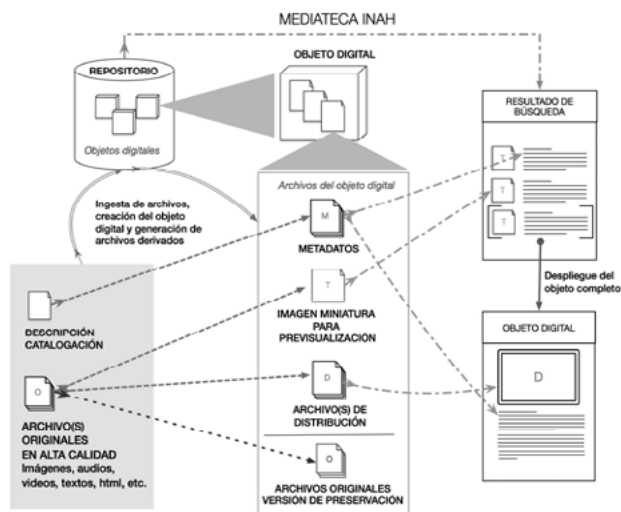 MEDIATECA INAH
REPOSITORIO
Objetos digitales
OBJETO DIGITAL
RESULTADO DE
BÚSQUEDA
T
T
T
Ingesta de archivos,
creación del objeto
digital y generación de
archivos derivados
Archivos del objeto digital
M
METADATOS
T
IMAGEN MINIATURA
PARA
PREVISUALIZACIÓN
D
ARCHIVO(S) DE
DISTRIBUCIÓN
O
ARCHIVOS ORIGINALES
VERSIÓN DE PRESERVACIÓN
DESCRIPCIÓN
CATALOGACIÓN
O
ARCHIVO(S)
ORIGINALES
EN ALTA CALIDAD
Imágenes, audios,
videos, textos, html, etc.
Despliegue del
objeto completo
OBJETO DIGITAL
D